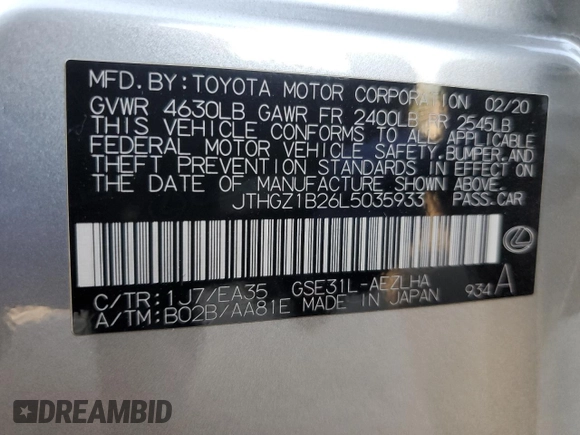 MFD.BY:TOYOTA MOTOR CORPORATION 02/20
GVWR 4630LB GAWR FR 2400LB RR 2545LB
THIS VEHICLE CONFORMS TO ALL APPLICABLE
FEDERAL MOTOR VEHICLE SAFETY,BUMPER,AND
THEFT PREVENTION STANDARDS IN EFFECT ON
THE DATE OF MANUFACTURE SHOWN ABOVE.
JTHGZ1B26L5035933 PASS.CAR
C/TR:1J7/EA35 GSE31L-AEZLHA
A/TM:B02B/AA81E MADE IN JAPAN 934 A
DREAMBID